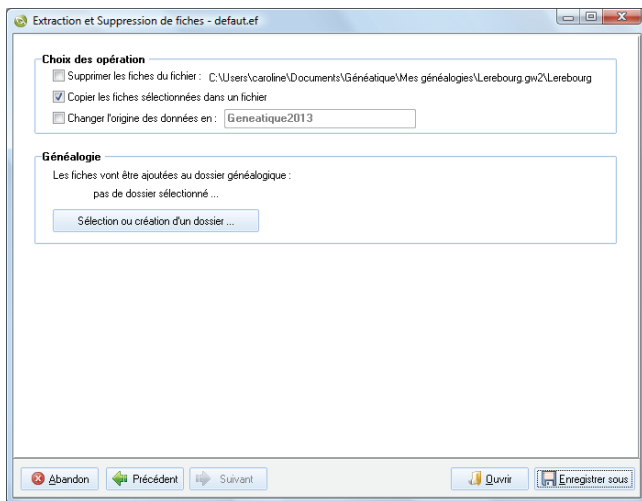 Extraction et Suppression de fiches - defaut.ef
Choix des opération
Supprimer les fiches du fichier : C:\Users\caroline\Documents\Généatique\Mes généalogies\Lerebourg.gw2\Lerebourg
Copier les fiches sélectionnées dans un fichier
Changer l'origine des données en : Geneatique2013
Généalogie
Les fiches vont être ajoutées au dossier généalogique :
pas de dossier sélectionné ...
Sélection ou création d'un dossier ...
Abandon Précédent Suivant Ouvrir Enregistrer sous